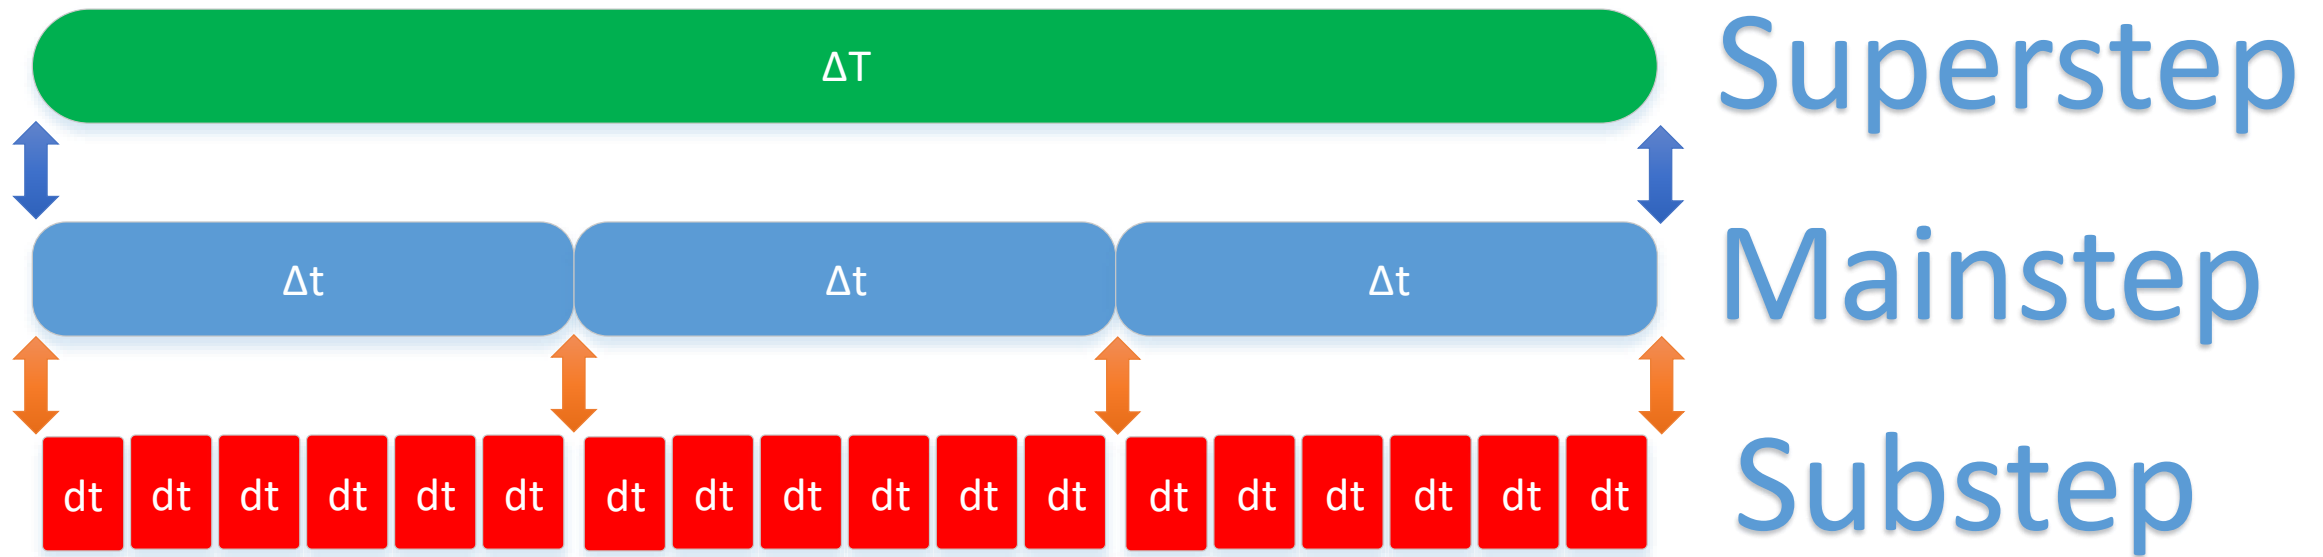 ΔT Superstep
Δt Δt Δt Mainstep
dt dt dt dt dt dt dt dt dt dt dt dt dt dt dt dt dt dt Substep